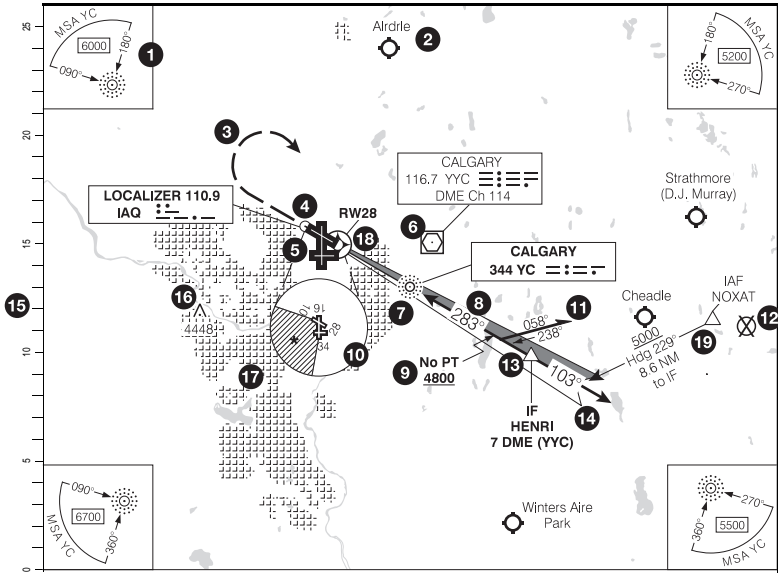 25
20
15
10
5
0
MSA YC
6000
180°
090°
1
Airdrie
2
MSA YC
5200
180°
270°
3
CALGARY
116.7 YYC
DME Ch 114
Strathmore
(D.J. Murray)
LOCALIZER 110.9
IAQ
4
RW28
5
18
6
CALGARY
344 YC
IAF
NOXAT
15
16
4448
7
283°
8
058°
238°
11
Cheadle
5000
Hdg 229°
8.6 NM
to IF
12
19
10
16
28
34
10
9
No PT
4800
13
103°
14
17
IF
HENRI
7 DME (YYC)
090°
6700
360°
MSA YC
Winters Aire
Park
270°
5500
360°
MSA YC